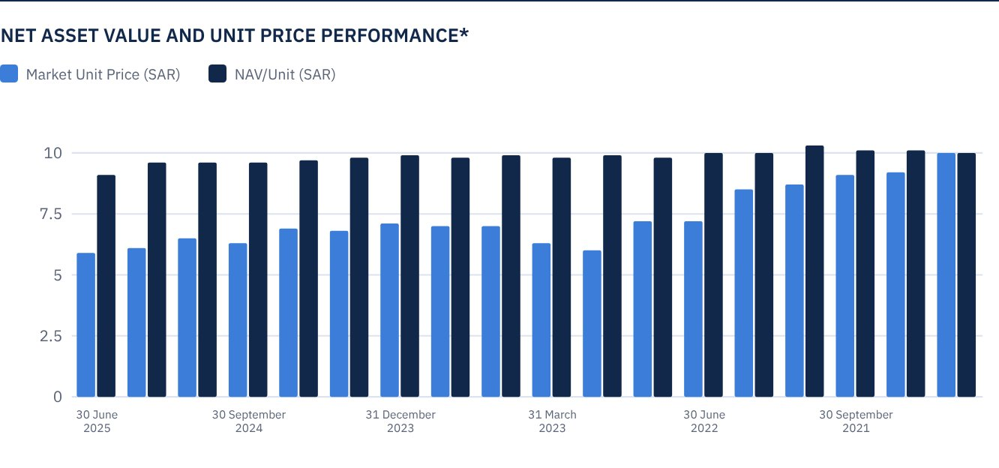 NET ASSET VALUE AND UNIT PRICE PERFORMANCE*
Market Unit Price (SAR) NAV/Unit (SAR)
10
7.5
5
2.5
0
30 June 30 September 31 December 31 March 30 June 30 September
2025 2024 2023 2023 2022 2021